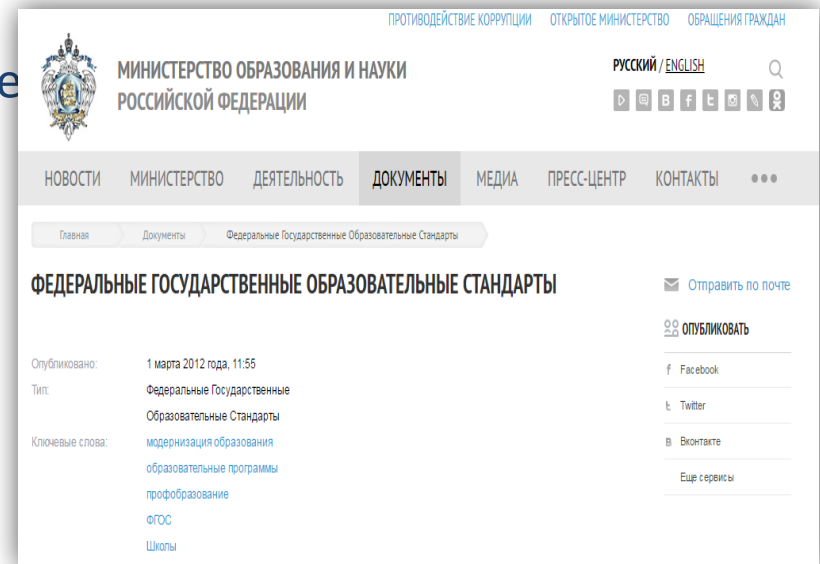 ПРОТИВОДЕЙСТВИЕ КОРРУПЦИИ ОТКРЫТОЕ МИНИСТЕРСТВО ОБРАЩЕНИЯ ГРАЖДАН
е
МИНИСТЕРСТВО ОБРАЗОВАНИЯ И НАУКИ
РОССИЙСКОЙ ФЕДЕРАЦИИ
РУССКИЙ / ENGLISH
НОВОСТИ МИНИСТЕРСТВО ДЕЯТЕЛЬНОСТЬ ДОКУМЕНТЫ МЕДИА ПРЕСС-ЦЕНТР КОНТАКТЫ
Главная Документы Федеральные Государственные Образовательные Стандарты
ФЕДЕРАЛЬНЫЕ ГОСУДАРСТВЕННЫЕ ОБРАЗОВАТЕЛЬНЫЕ СТАНДАРТЫ
Опубликовано: 1 марта 2012 года, 11:55
Тип: Федеральные Государственные
Образовательные Стандарты
Ключевые слова: модернизация образования
образовательные программы
профобразование
ФГОС
Школы
Отправить по почте
ОПУБЛИКОВАТЬ
Facebook
Twitter
Вконтакте
Еще сервисы